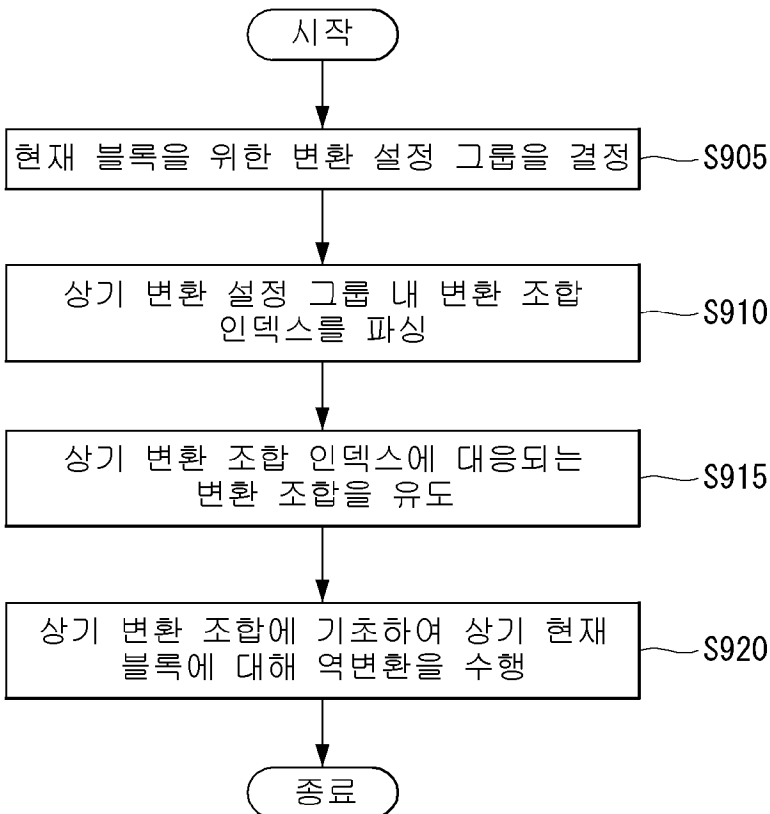 시작
현재 블록을 위한 변환 설정 그룹을 결정
S905
상기 변환 설정 그룹 내 변환 조합
인덱스를 파싱
S910
상기 변환 조합 인덱스에 대응되는
변환 조합을 유도
S915
상기 변환 조합에 기초하여 상기 현재
블록에 대해 역변환을 수행
S920
종료